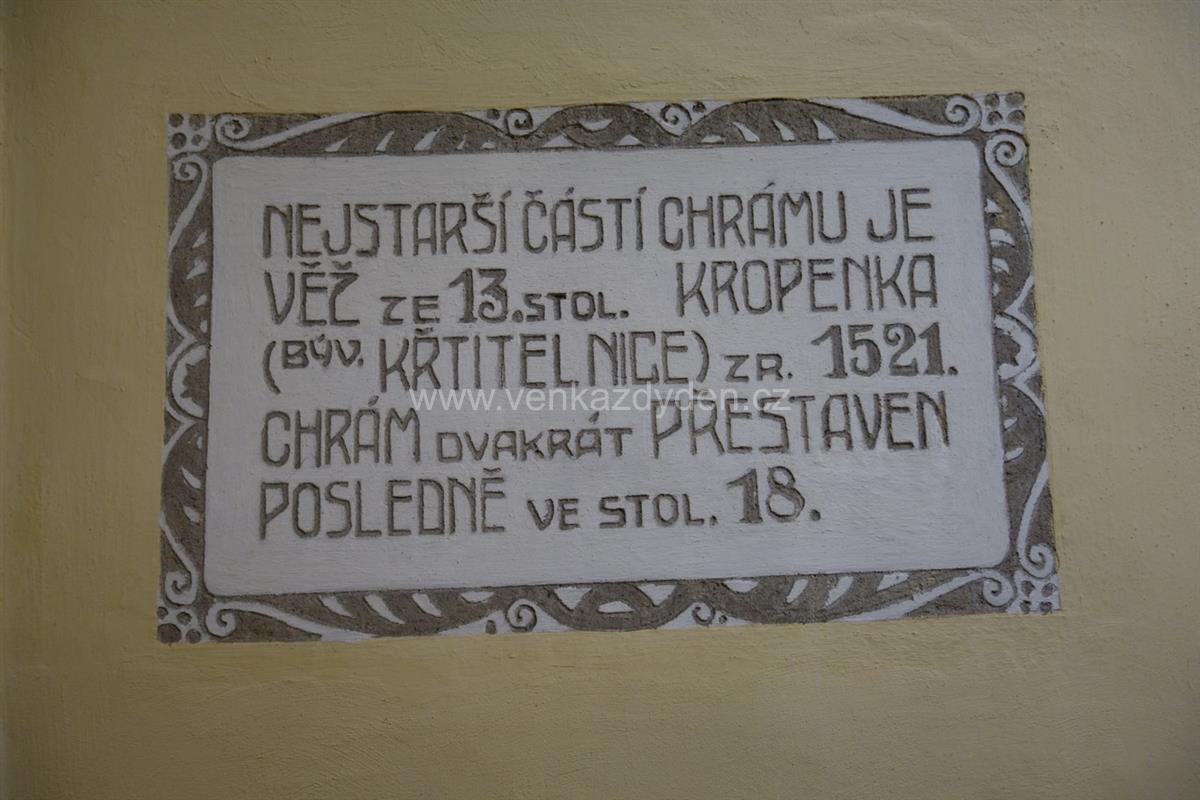 NEJSTARŠÍ ČÁSTÍ CHRÁMU JE
VĚŽ ZE 13. STOL. KROPENKA
(BÝV. KŘTITELNICE) Z R. 1521.
www.venkazdyden.cz
CHRÁM DVAKRÁT PŘESTAVEN
POSLEDNĚ VE STOL. 18.